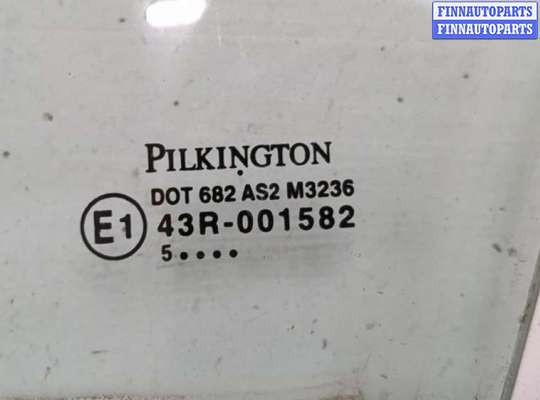 FINNAUTOPARTS
FINNAUTOPARTS
PILKINGTON
DOT 682 AS2 M3236
E1 43R-001582
5••••